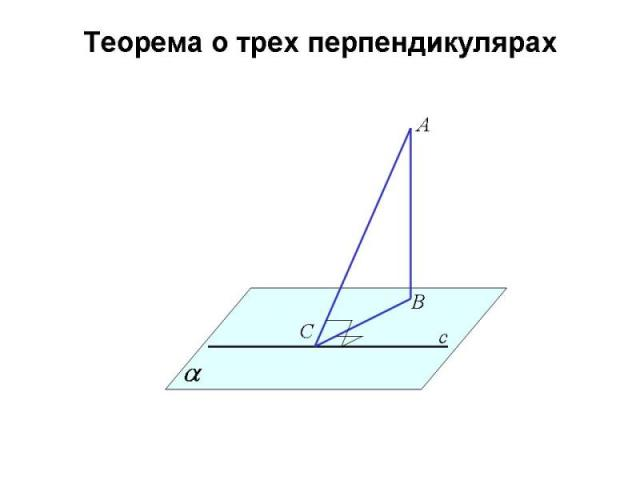 Теорема о трех перпендикулярах
A
B
C
c
α